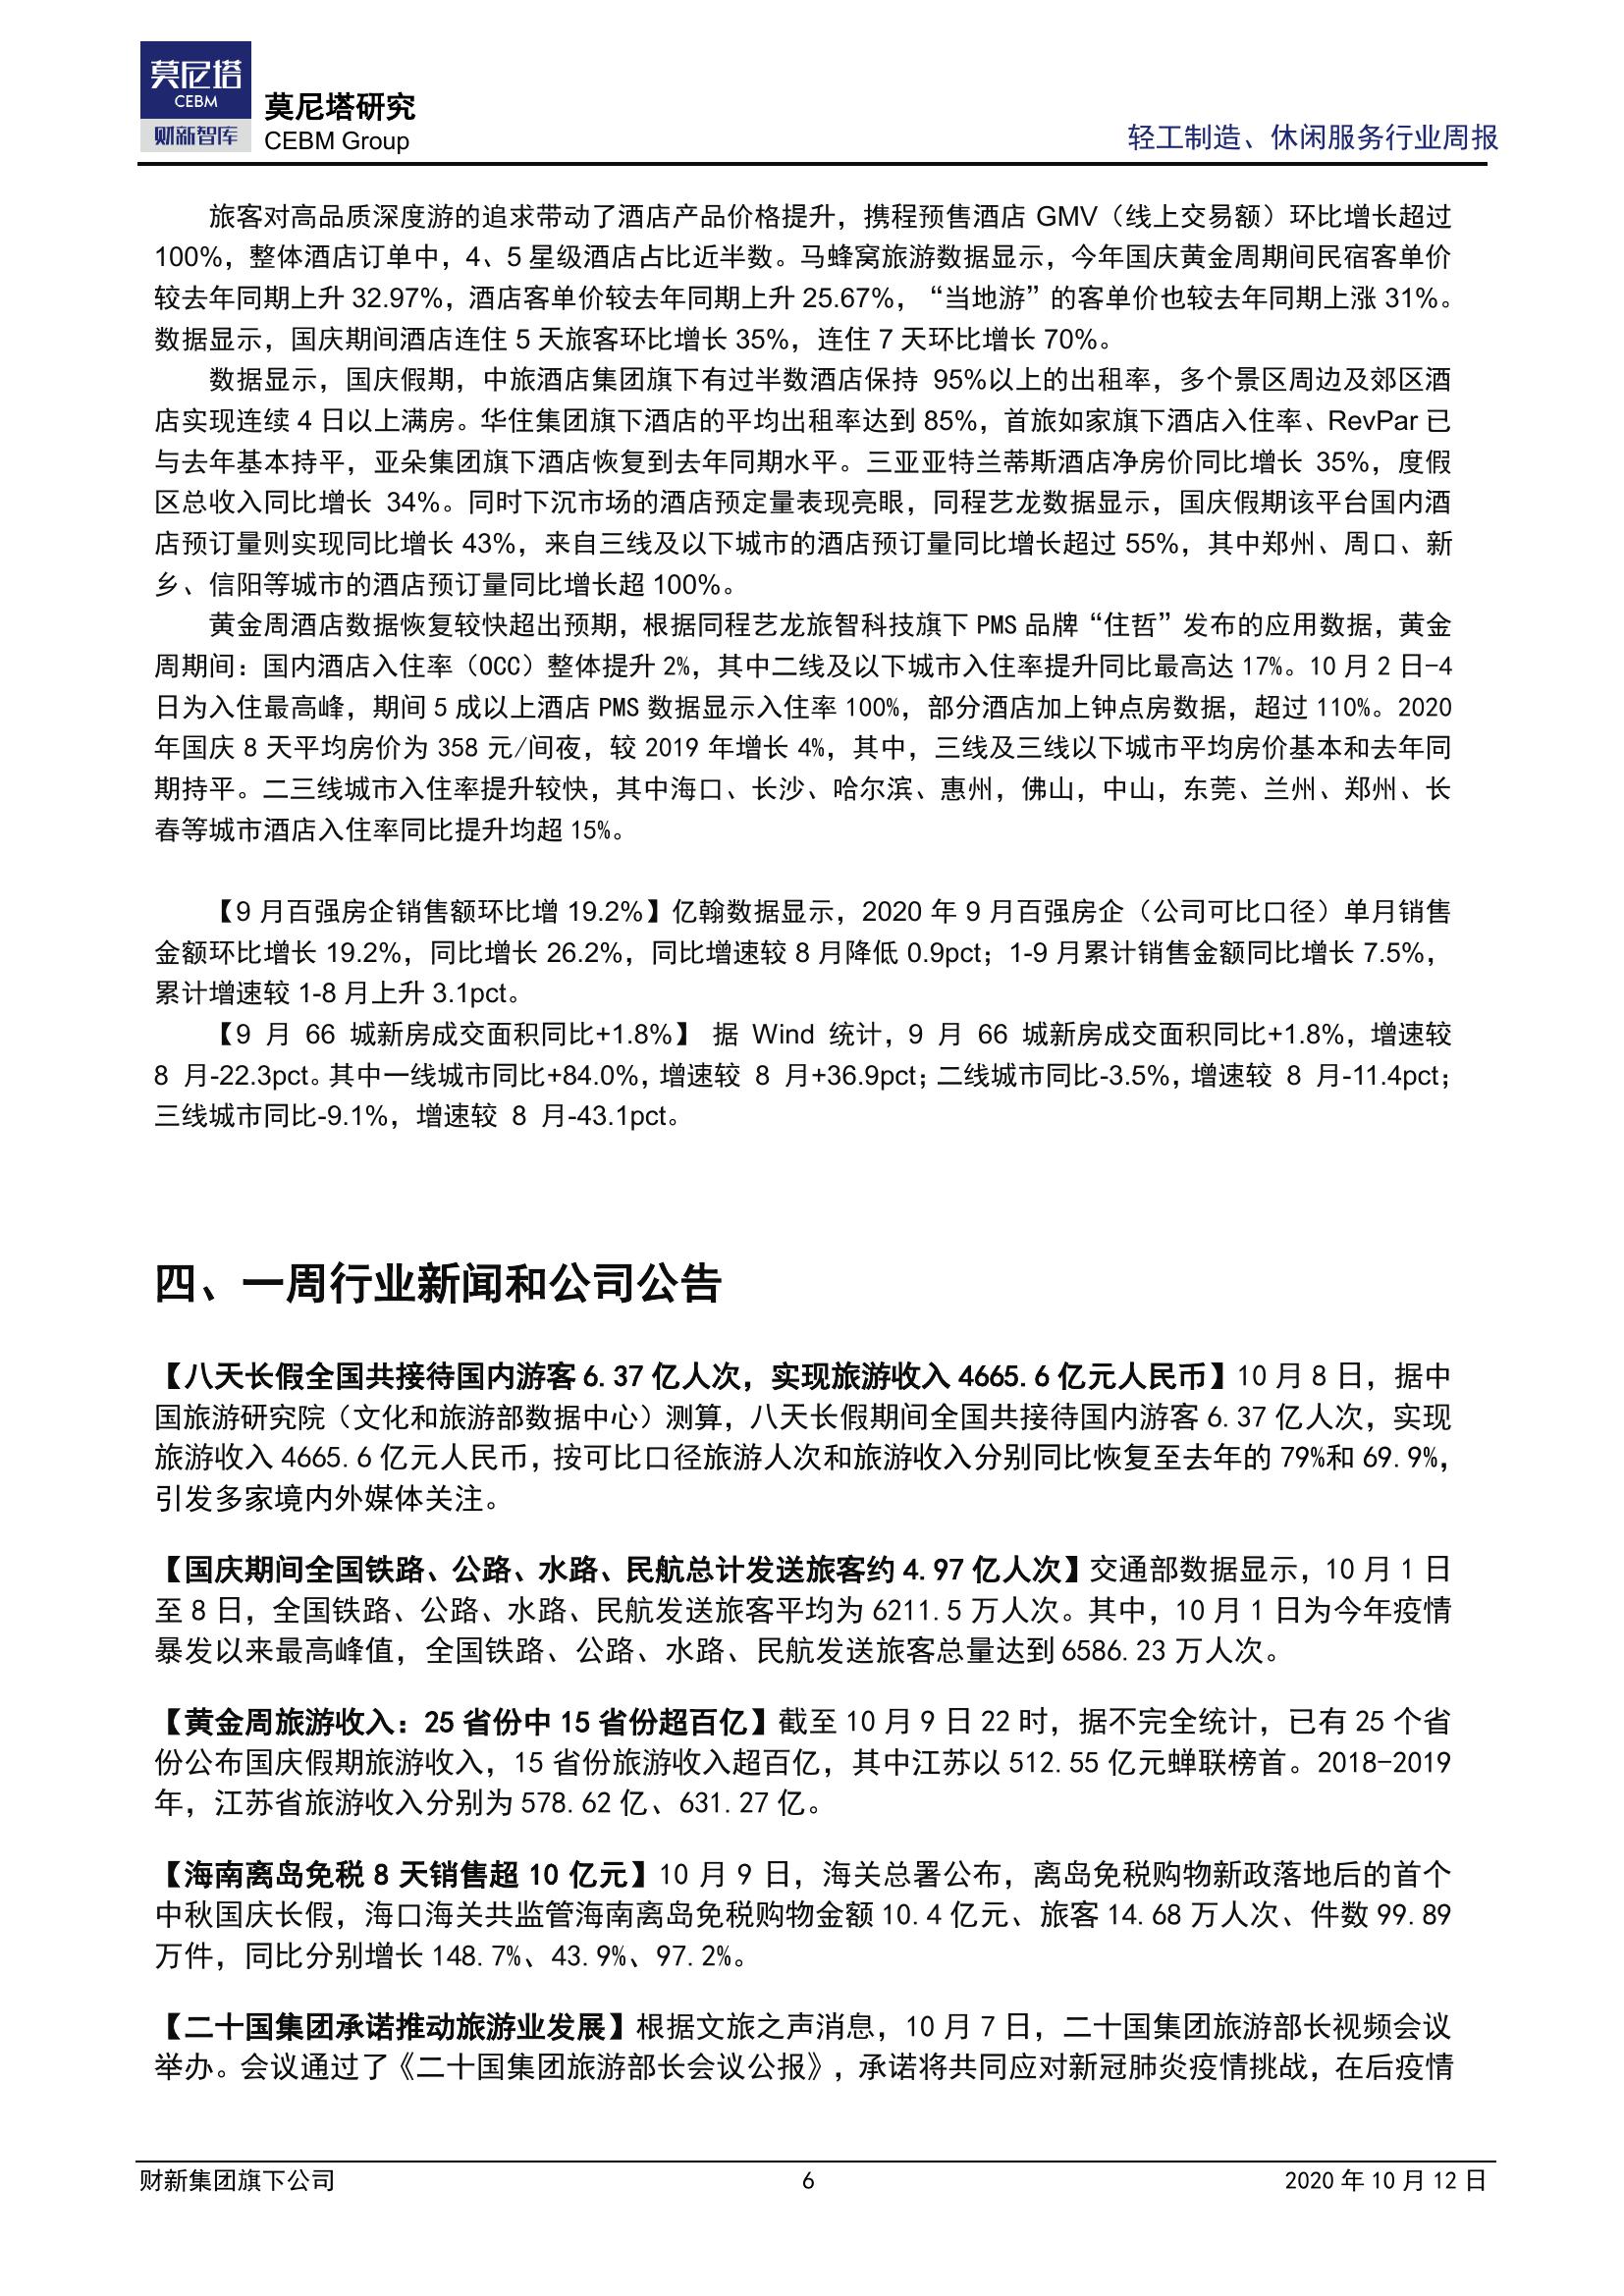 莫尼塔
CEBM
财新智库
莫尼塔研究
CEBM Group
轻工制造、休闲服务行业周报
旅客对高品质深度游的追求带动了酒店产品价格提升，携程预售酒店 GMV（线上交易额）环比增长超过
100%，整体酒店订单中，4、5 星级酒店占比近半数。马蜂窝旅游数据显示，今年国庆黄金周期间民宿客单价
较去年同期上升 32.97%，酒店客单价较去年同期上升 25.67%，“当地游”的客单价也较去年同期上涨 31%。
数据显示，国庆期间酒店连住 5 天旅客环比增长 35%，连住 7 天环比增长 70%。
数据显示，国庆假期，中旅酒店集团旗下有过半数酒店保持 95%以上的出租率，多个景区周边及郊区酒
店实现连续 4 日以上满房。华住集团旗下酒店的平均出租率达到 85%，首旅如家旗下酒店入住率、RevPar 已
与去年基本持平，亚朵集团旗下酒店恢复到去年同期水平。三亚亚特兰蒂斯酒店净房价同比增长 35%，度假
区总收入同比增长 34%。同时下沉市场的酒店预定量表现亮眼，同程艺龙数据显示，国庆假期该平台国内酒
店预订量则实现同比增长 43%，来自三线及以下城市的酒店预订量同比增长超过 55%，其中郑州、周口、新
乡、信阳等城市的酒店预订量同比增长超 100%。
黄金周酒店数据恢复较快超出预期，根据同程艺龙旅智科技旗下 PMS 品牌“住哲”发布的应用数据，黄金
周期间：国内酒店入住率（OCC）整体提升 2%，其中二线及以下城市入住率提升同比最高达 17%。10 月 2 日-4
日为入住最高峰，期间 5 成以上酒店 PMS 数据显示入住率 100%，部分酒店加上钟点房数据，超过 110%。2020
年国庆 8 天平均房价为 358 元/间夜，较 2019 年增长 4%，其中，三线及三线以下城市平均房价基本和去年同
期持平。二三线城市入住率提升较快，其中海口、长沙、哈尔滨、惠州，佛山，中山，东莞、兰州、郑州、长
春等城市酒店入住率同比提升均超 15%。
【9 月百强房企销售额环比增 19.2%】亿翰数据显示，2020 年 9 月百强房企（公司可比口径）单月销售
金额环比增长 19.2%，同比增长 26.2%，同比增速较 8 月降低 0.9pct；1-9 月累计销售金额同比增长 7.5%，
累计增速较 1-8 月上升 3.1pct。
【9 月 66 城新房成交面积同比+1.8%】 据 Wind 统计，9 月 66 城新房成交面积同比+1.8%，增速较
8 月-22.3pct。其中一线城市同比+84.0%，增速较 8 月+36.9pct；二线城市同比-3.5%，增速较 8 月-11.4pct；
三线城市同比-9.1%，增速较 8 月-43.1pct。
四、一周行业新闻和公司公告
【八天长假全国共接待国内游客 6.37 亿人次，实现旅游收入 4665.6 亿元人民币】10 月 8 日，据中
国旅游研究院（文化和旅游部数据中心）测算，八天长假期间全国共接待国内游客 6.37 亿人次，实现
旅游收入 4665.6 亿元人民币，按可比口径旅游人次和旅游收入分别同比恢复至去年的 79%和 69.9%，
引发多家境内外媒体关注。
【国庆期间全国铁路、公路、水路、民航总计发送旅客约 4.97 亿人次】交通部数据显示，10 月 1 日
至 8 日，全国铁路、公路、水路、民航发送旅客平均为 6211.5 万人次。其中，10 月 1 日为今年疫情
暴发以来最高峰值，全国铁路、公路、水路、民航发送旅客总量达到 6586.23 万人次。
【黄金周旅游收入：25 省份中 15 省份超百亿】截至 10 月 9 日 22 时，据不完全统计，已有 25 个省
份公布国庆假期旅游收入，15 省份旅游收入超百亿，其中江苏以 512.55 亿元蝉联榜首。2018-2019
年，江苏省旅游收入分别为 578.62 亿、631.27 亿。
【海南离岛免税 8 天销售超 10 亿元】10 月 9 日，海关总署公布，离岛免税购物新政落地后的首个
中秋国庆长假，海口海关共监管海南离岛免税购物金额 10.4 亿元、旅客 14.68 万人次、件数 99.89
万件，同比分别增长 148.7%、43.9%、97.2%。
【二十国集团承诺推动旅游业发展】根据文旅之声消息，10 月 7 日，二十国集团旅游部长视频会议
举办。会议通过了《二十国集团旅游部长会议公报》，承诺将共同应对新冠肺炎疫情挑战，在后疫情
财新集团旗下公司
6
2020 年 10 月 12 日